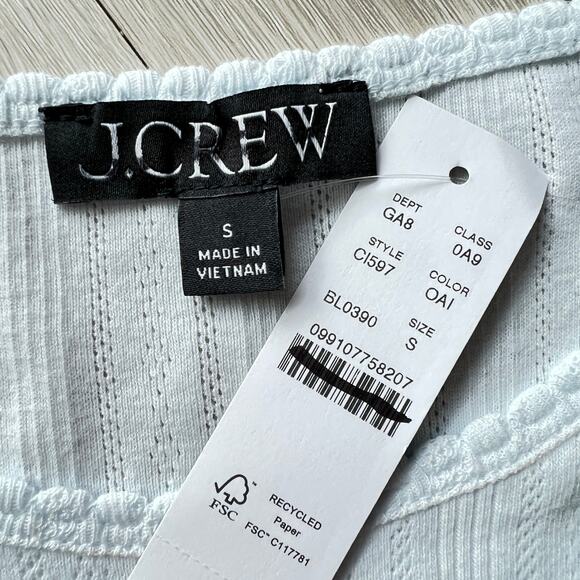 J.CREW
S
MADE IN
VIETNAM
DEPT CLASS
GA8 0A9
STYLE COLOR
CI597 OAI
BL0390 SIZE
S
099107758207
FSC
RECYCLED
Paper
FSC™ C117781